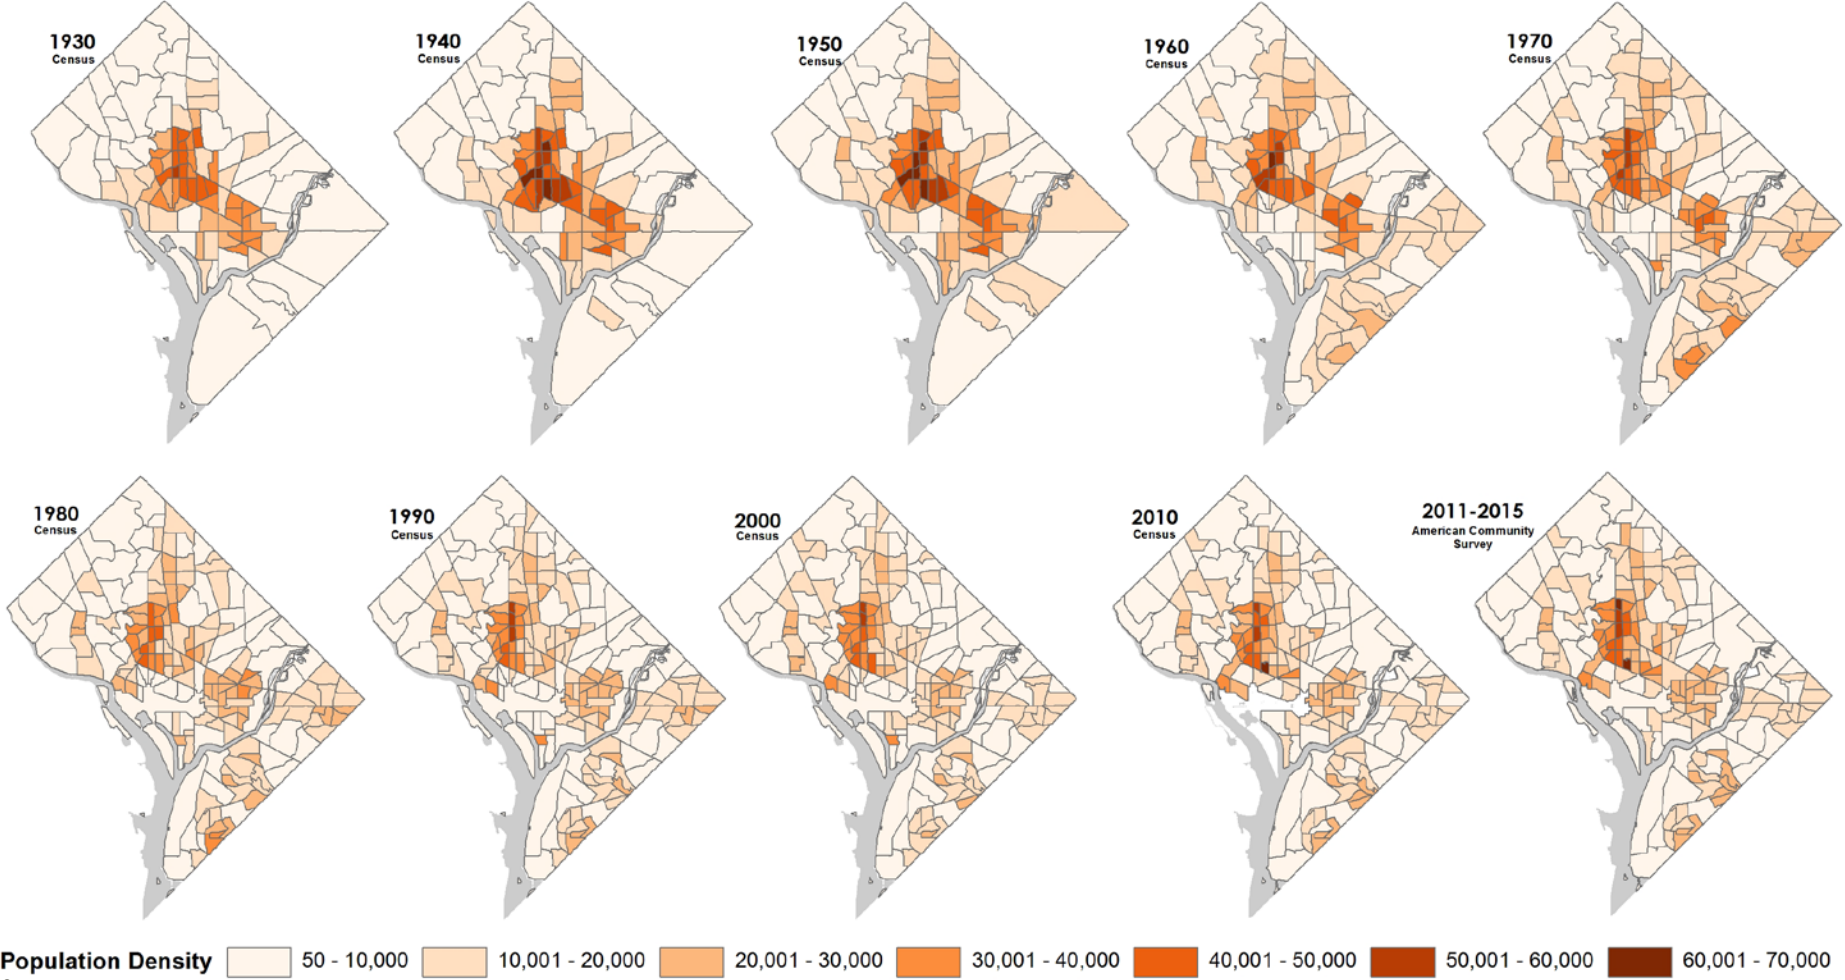 1930
Census
1940
Census
1950
Census
1960
Census
1970
Census
1980
Census
1990
Census
2000
Census
2010
Census
2011-2015
American Community
Survey
Population Density
50 - 10,000
10,001 - 20,000
20,001 - 30,000
30,001 - 40,000
40,001 - 50,000
50,001 - 60,000
60,001 - 70,000